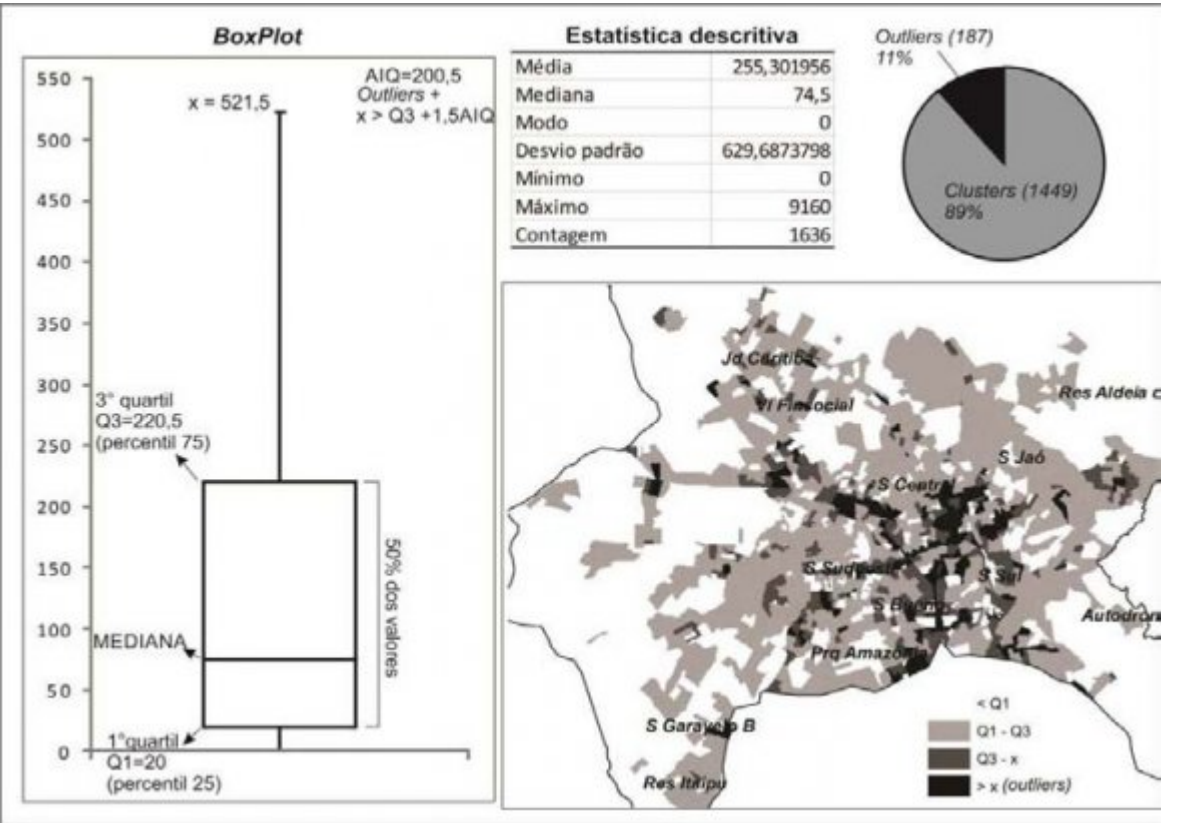 BoxPlot
550
500
450
400
350
300
250
200
150
100
50
0
x = 521,5
AIQ=200,5
Outliers +
x > Q3 +1,5AIQ
3° quartil
Q3=220,5
(percentil 75)
50% dos valores
MEDIANA
1°quartil
Q1=20
(percentil 25)
Estatística descritiva
Média 255,301956
Mediana 74,5
Modo 0
Desvio padrão 629,6873798
Mínimo 0
Máximo 9160
Contagem 1636
Outliers (187)
11%
Clusters (1449)
89%
Jd Curitiba
Vl Finsocial
Res Aldeia c
S Jaó
S Central
S Sudoeste
S Sul
S Bueno
Autódrom
Prq Amazônia
S Garavelo B
Res Itaipu
< Q1
Q1 - Q3
Q3 - x
> x (outliers)